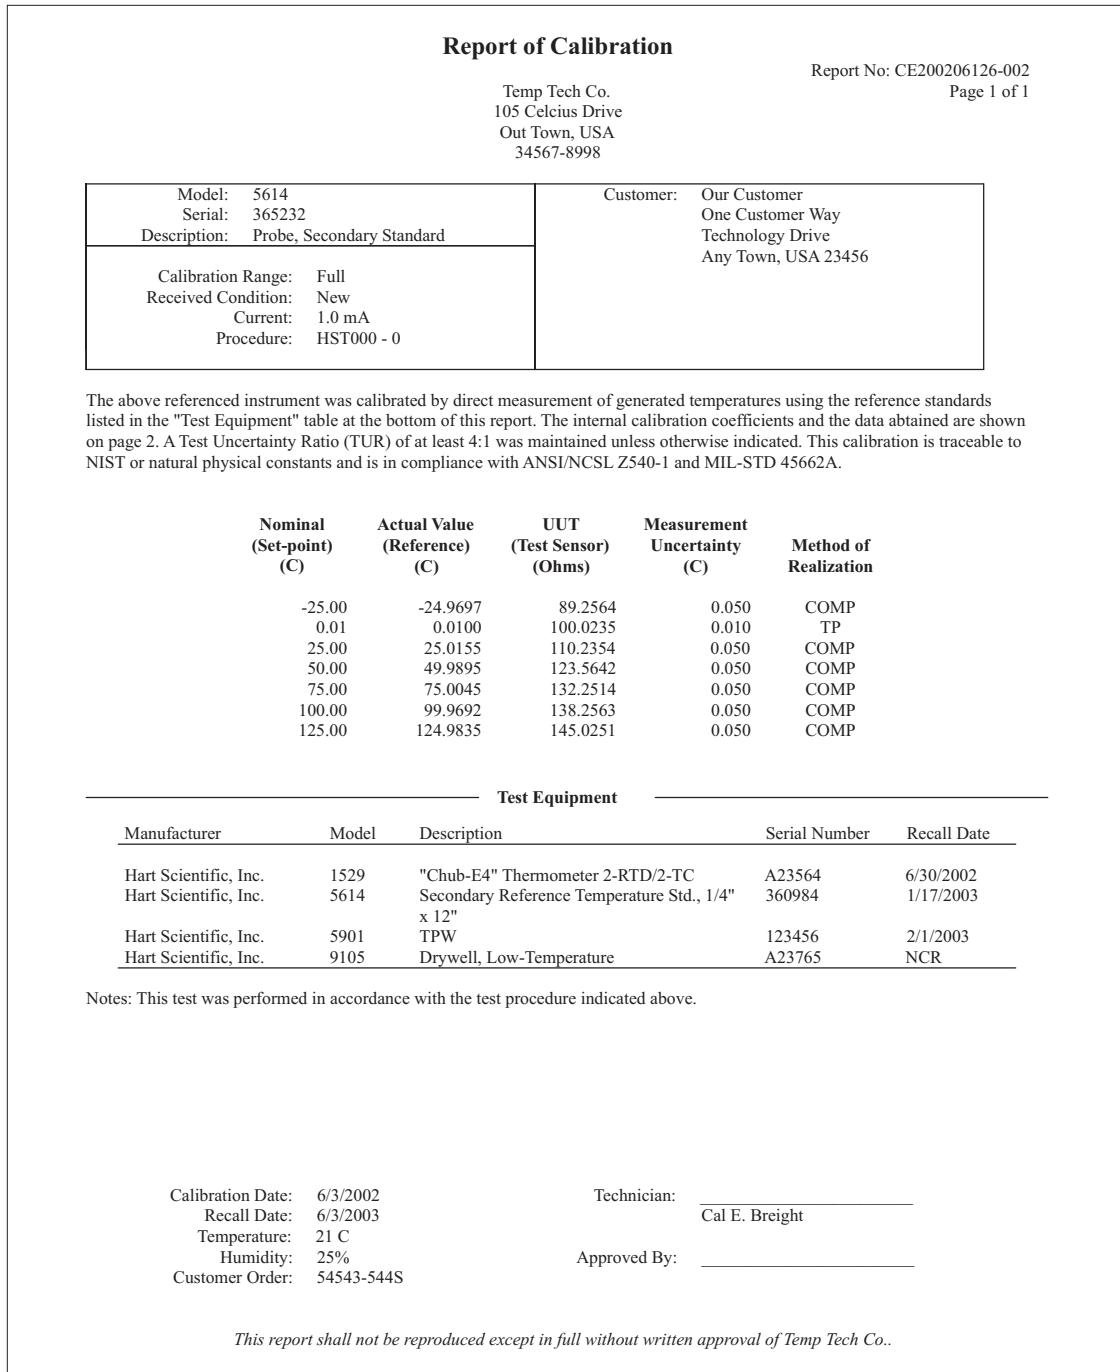 Report of Calibration
Report No: CE200206126-002
Page 1 of 1
Temp Tech Co.
105 Celcius Drive
Out Town, USA
34567-8998
Model: 5614
Serial: 365232
Description: Probe, Secondary Standard
Customer: Our Customer
One Customer Way
Technology Drive
Any Town, USA 23456
Calibration Range: Full
Received Condition: New
Current: 1.0 mA
Procedure: HST000 - 0
The above referenced instrument was calibrated by direct measurement of generated temperatures using the reference standards
listed in the "Test Equipment" table at the bottom of this report. The internal calibration coefficients and the data abtained are shown
on page 2. A Test Uncertainty Ratio (TUR) of at least 4:1 was maintained unless otherwise indicated. This calibration is traceable to
NIST or natural physical constants and is in compliance with ANSI/NCSL Z540-1 and MIL-STD 45662A.
Nominal Actual Value UUT Measurement
(Set-point) (Reference) (Test Sensor) Uncertainty Method of
(C) (C) (Ohms) (C) Realization
-25.00 -24.9697 89.2564 0.050 COMP
0.01 0.0100 100.0235 0.010 TP
25.00 25.0155 110.2354 0.050 COMP
50.00 49.9895 123.5642 0.050 COMP
75.00 75.0045 132.2514 0.050 COMP
100.00 99.9692 138.2563 0.050 COMP
125.00 124.9835 145.0251 0.050 COMP
Test Equipment
Manufacturer Model Description Serial Number Recall Date
Hart Scientific, Inc. 1529 "Chub-E4" Thermometer 2-RTD/2-TC A23564 6/30/2002
Hart Scientific, Inc. 5614 Secondary Reference Temperature Std., 1/4" 360984 1/17/2003
x 12"
Hart Scientific, Inc. 5901 TPW 123456 2/1/2003
Hart Scientific, Inc. 9105 Drywell, Low-Temperature A23765 NCR
Notes: This test was performed in accordance with the test procedure indicated above.
Calibration Date: 6/3/2002 Technician:
Recall Date: 6/3/2003 Cal E. Breight
Temperature: 21 C
Humidity: 25% Approved By:
Customer Order: 54543-544S
This report shall not be reproduced except in full without written approval of Temp Tech Co..